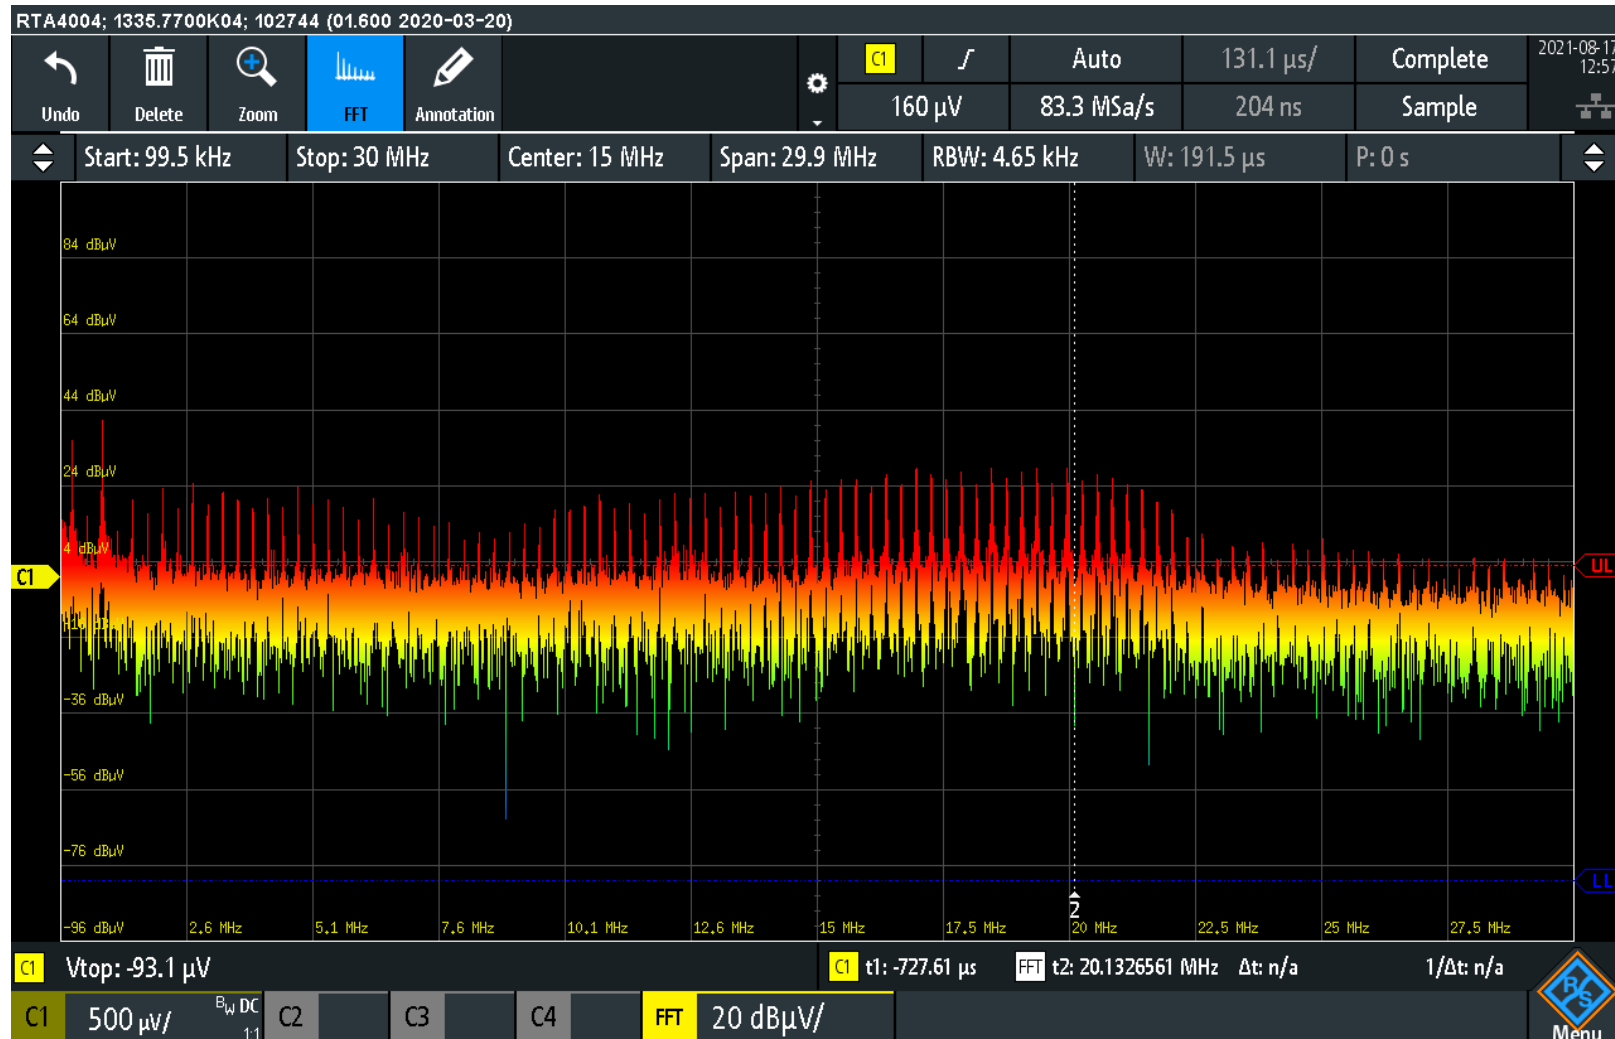 RTA4004; 1335.7700K04; 102744 (01.600 2020-03-20)
Undo Delete Zoom FFT Annotation
C1 Auto 131.1 µs/ Complete 2021-08-17
12:57
160 µV 83.3 MSa/s 204 ns Sample
Start: 99.5 kHz Stop: 30 MHz Center: 15 MHz Span: 29.9 MHz RBW: 4.65 kHz W: 191.5 µs P: 0 s
84 dBµV
64 dBµV
44 dBµV
24 dBµV
4 dBµV
C1
UL
-36 dBµV
-56 dBµV
-76 dBµV
LL
2
-96 dBµV 2.6 MHz 5.1 MHz 7.6 MHz 10.1 MHz 12.6 MHz 15 MHz 17.5 MHz 20 MHz 22.5 MHz 25 MHz 27.5 MHz
C1 Vtop: -93.1 µV C1 t1: -727.61 µs FFT t2: 20.1326561 MHz Δt: n/a 1/Δt: n/a
C1 500 µV/ BW DC
1:1
C2 C3 C4 FFT 20 dBµV/
R&S
Menu